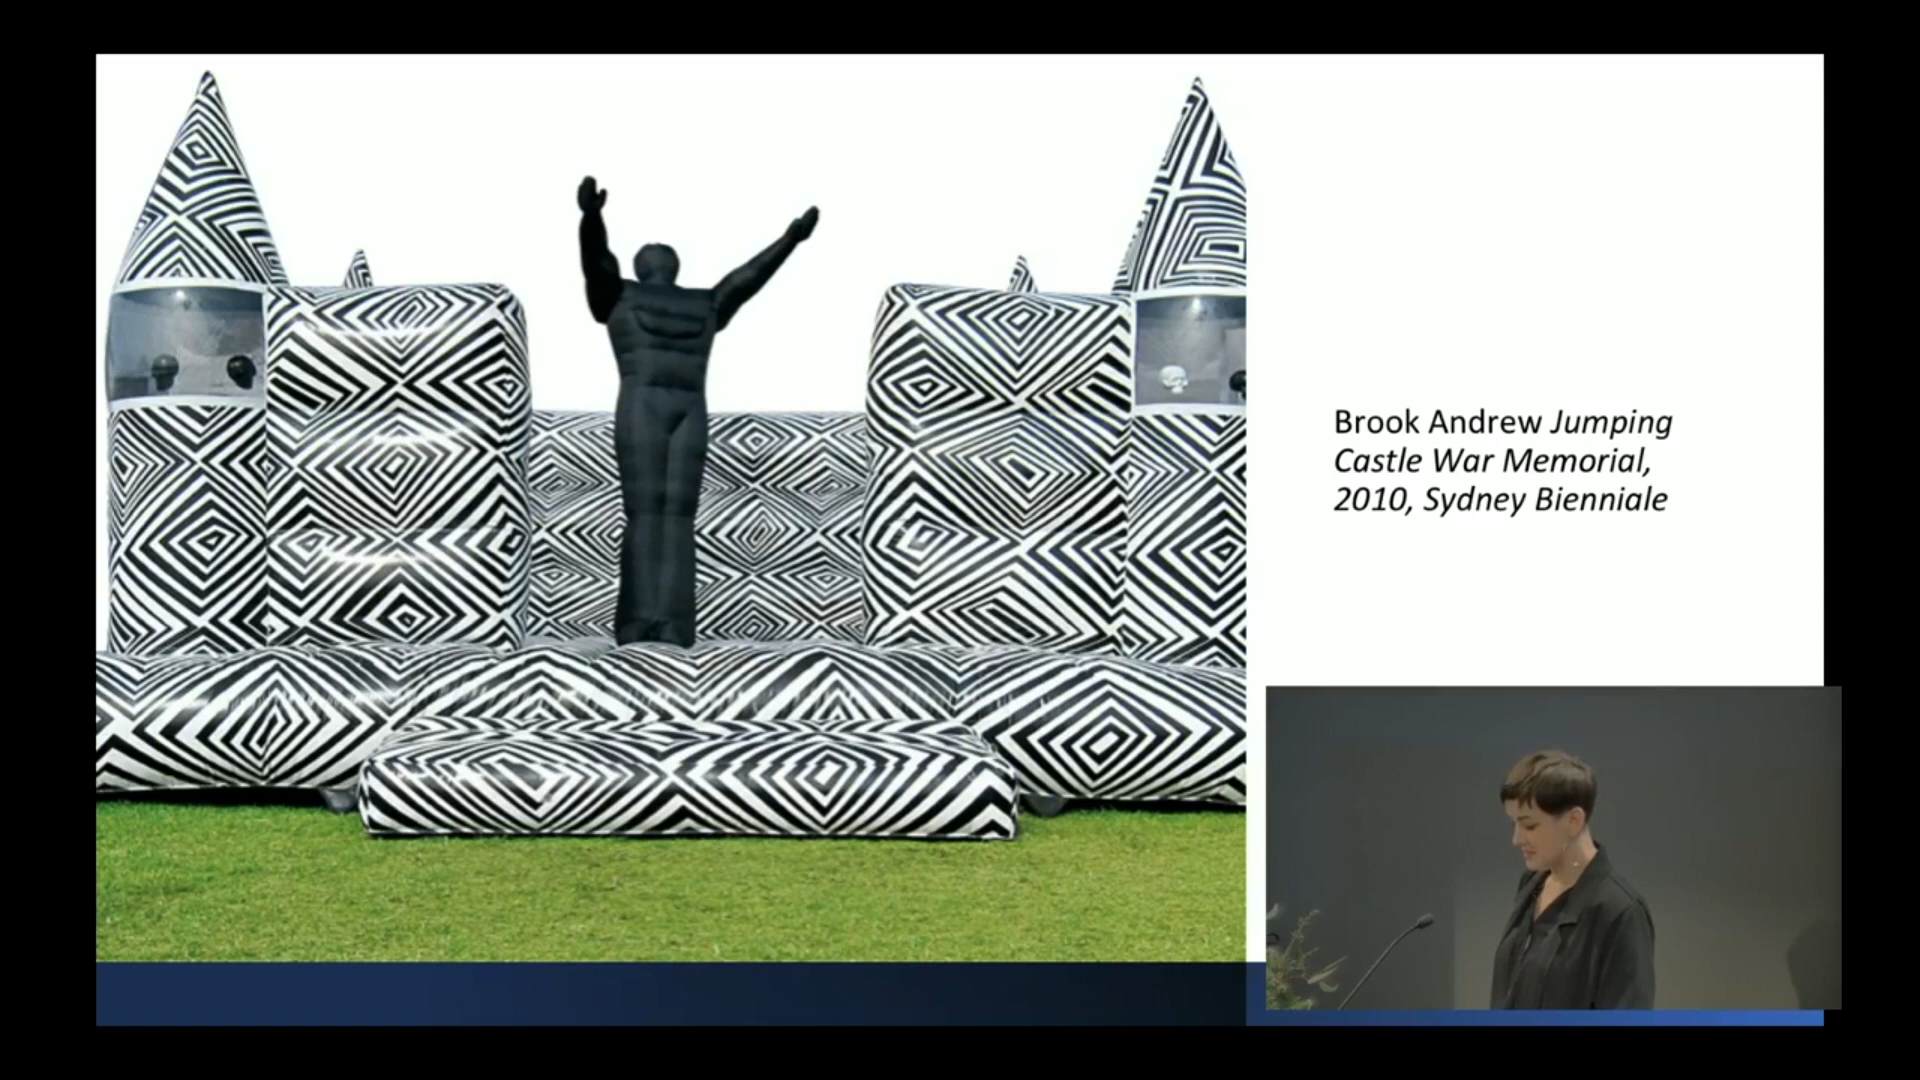 Brook Andrew Jumping
Castle War Memorial,
2010, Sydney Bienniale